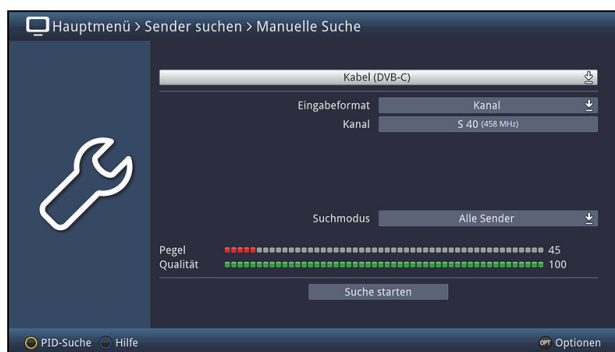 Hauptmenü > Sender suchen > Manuelle Suche
Kabel (DVB-C)
Eingabeformat Kanal
Kanal S 40 (458 MHz)
Suchmodus Alle Sender
Pegel 45
Qualität 100
Suche starten
PID-Suche Hilfe OPT Optionen